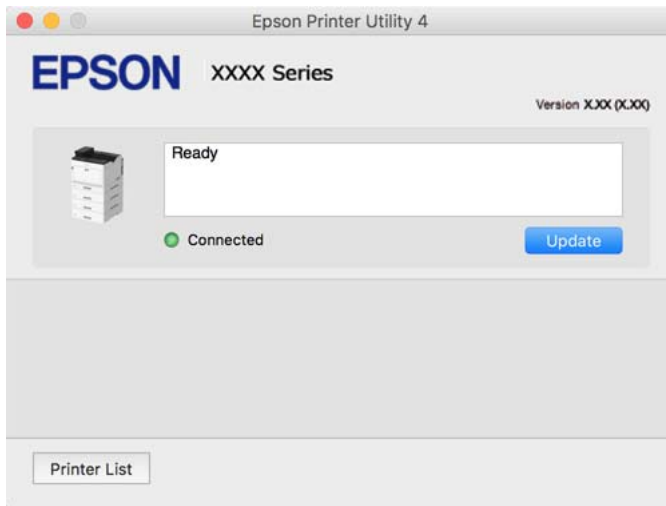 Epson Printer Utility 4
EPSON XXXX Series
Version X.XX (X.XX)
Ready
Connected
Update
Printer List